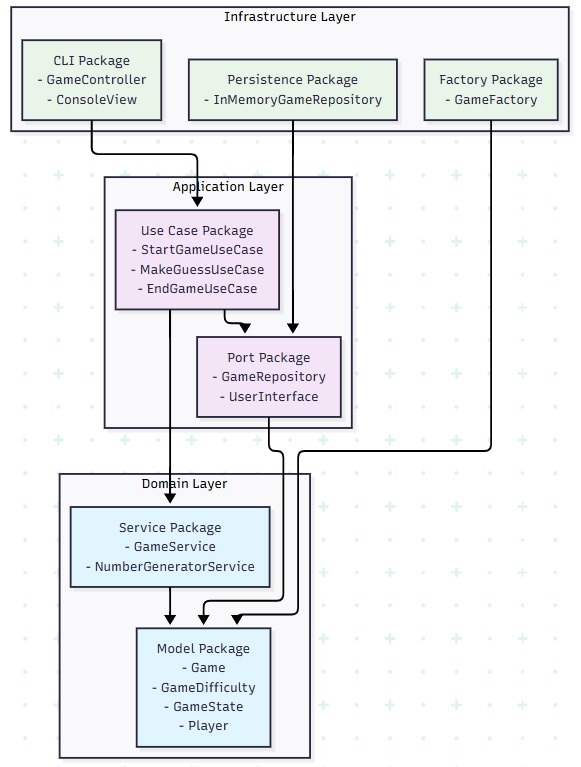 Infrastructure Layer
CLI Package
- GameController
- ConsoleView
Persistence Package
- InMemoryGameRepository
Factory Package
- GameFactory
Application Layer
Use Case Package
- StartGameUseCase
- MakeGuessUseCase
- EndGameUseCase
Port Package
- GameRepository
- UserInterface
Domain Layer
Service Package
- GameService
- NumberGeneratorService
Model Package
- Game
- GameDifficulty
- GameState
- Player